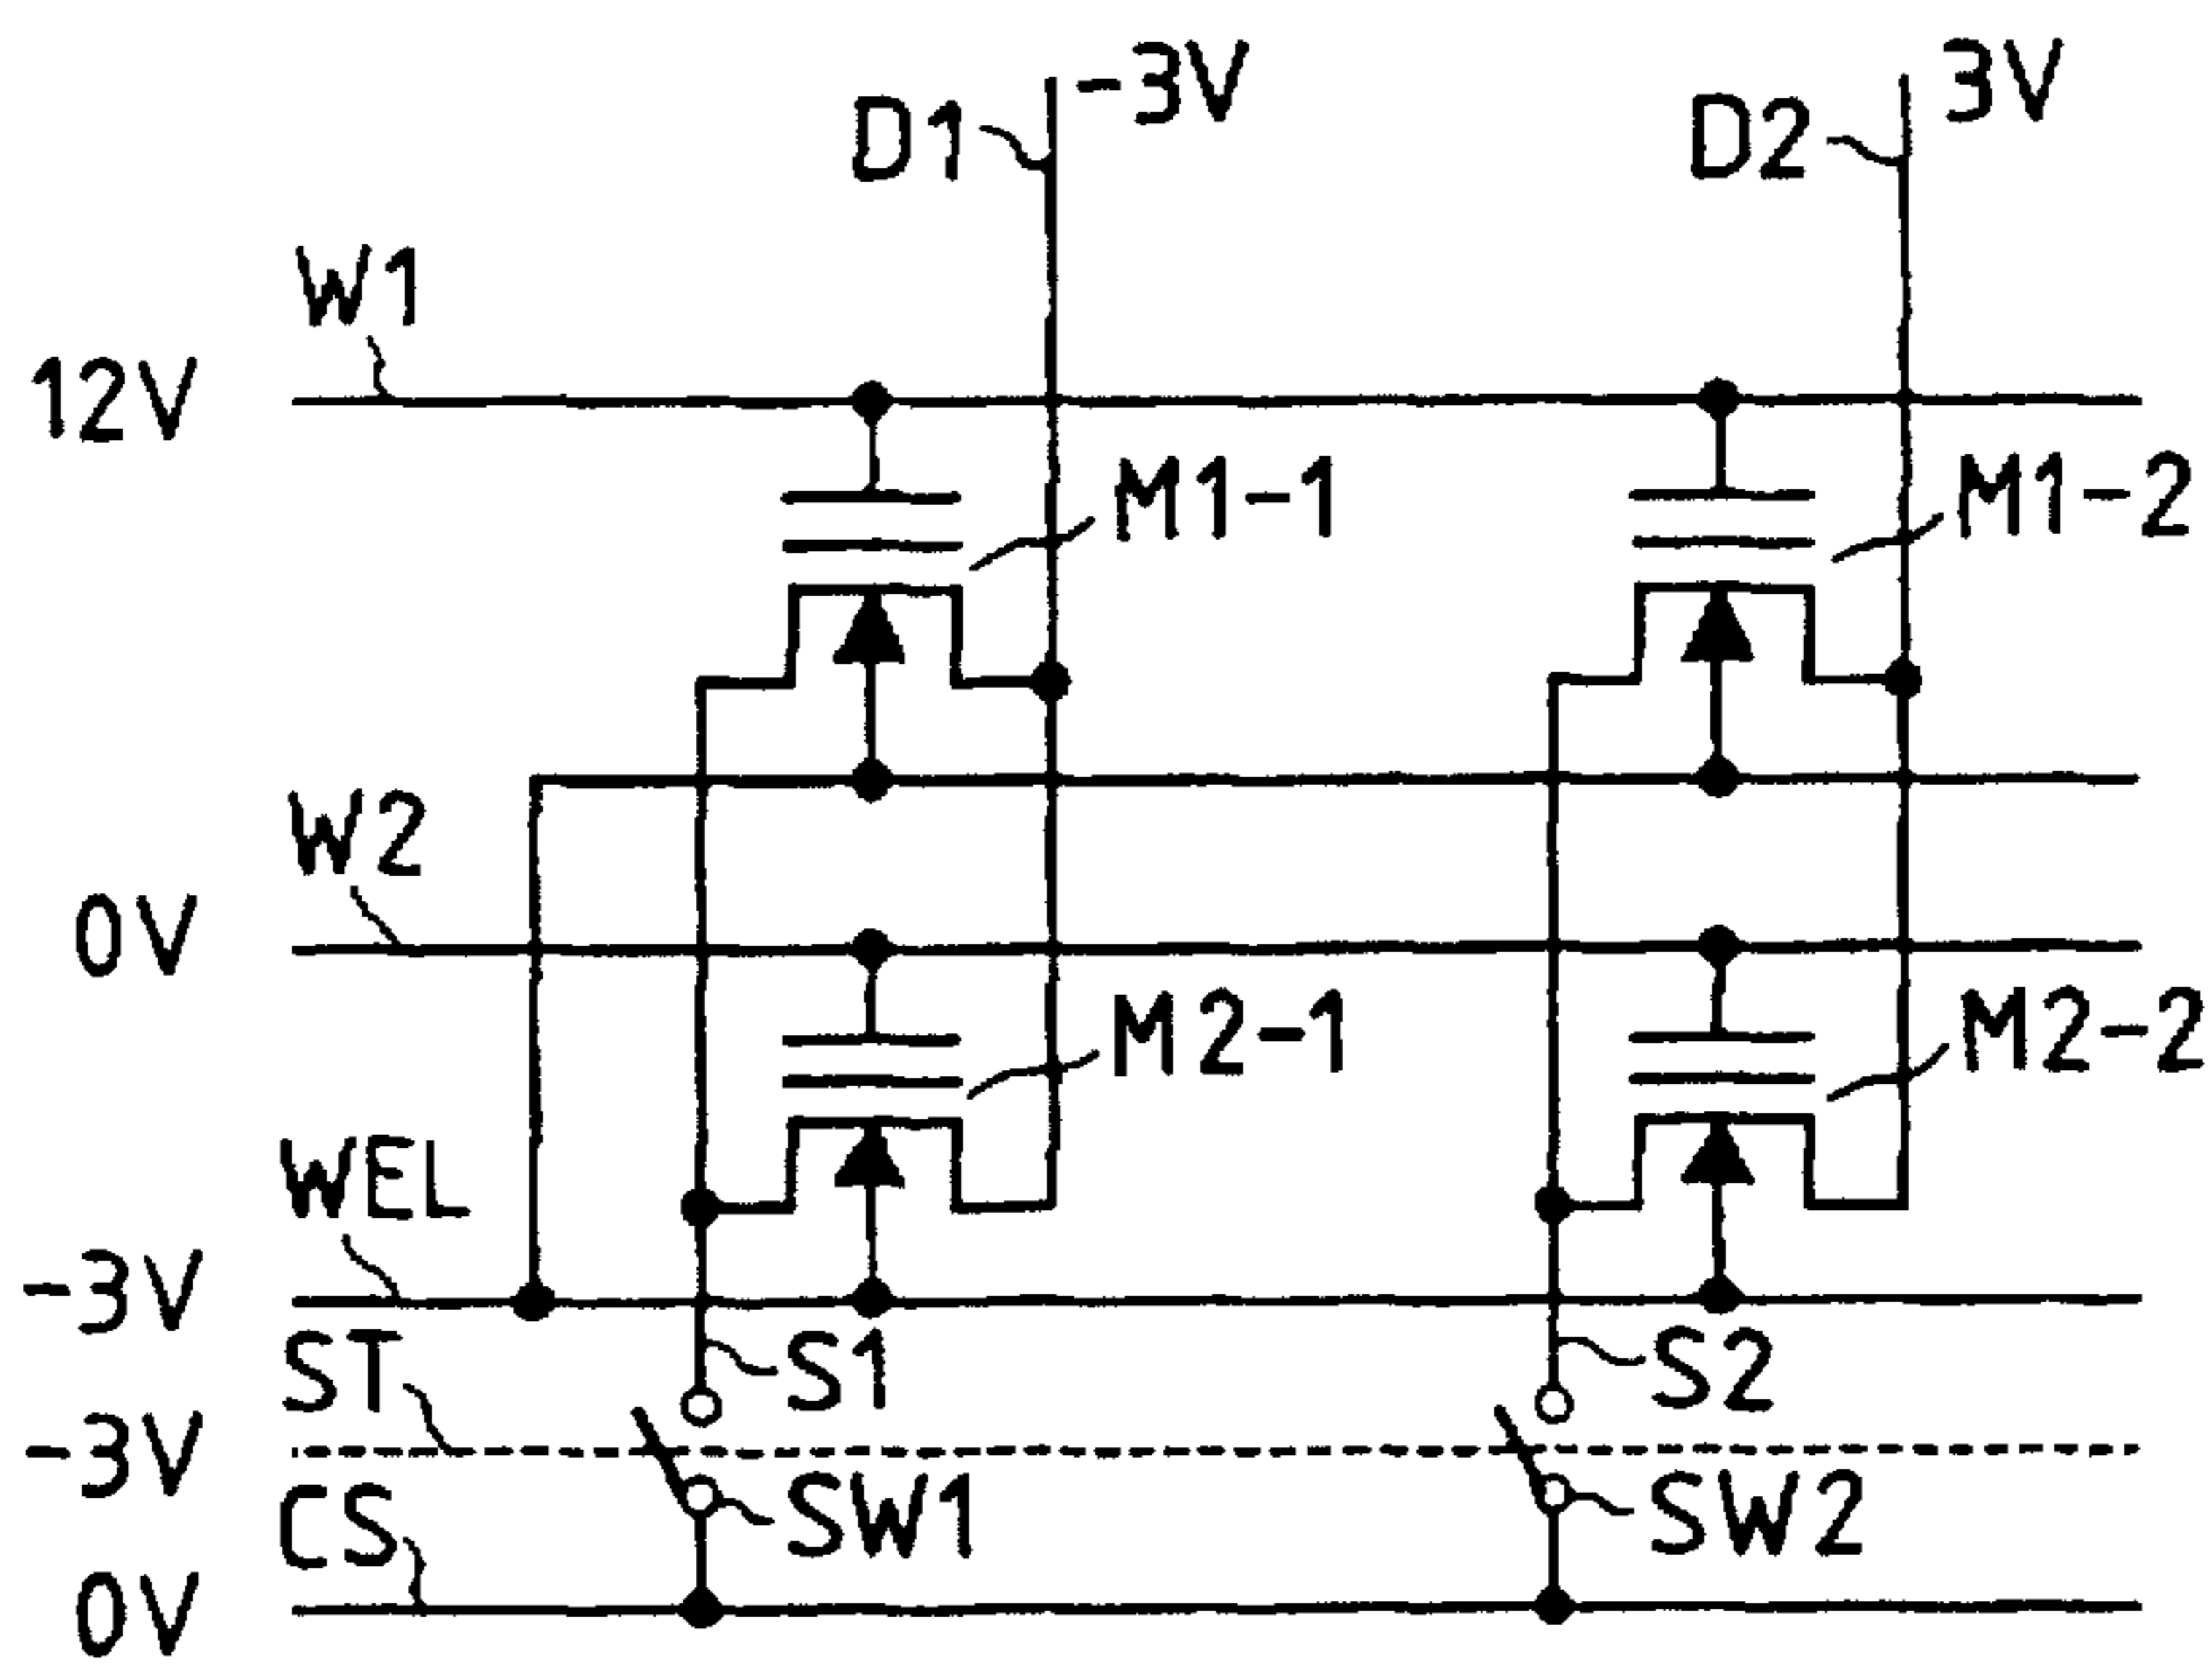 -3V
3V
D1
D2
W1
12V
M1-1
M1-2
W2
0V
M2-1
M2-2
WEL
-3V
ST
S1
S2
-3V
CS
SW1
SW2
0V